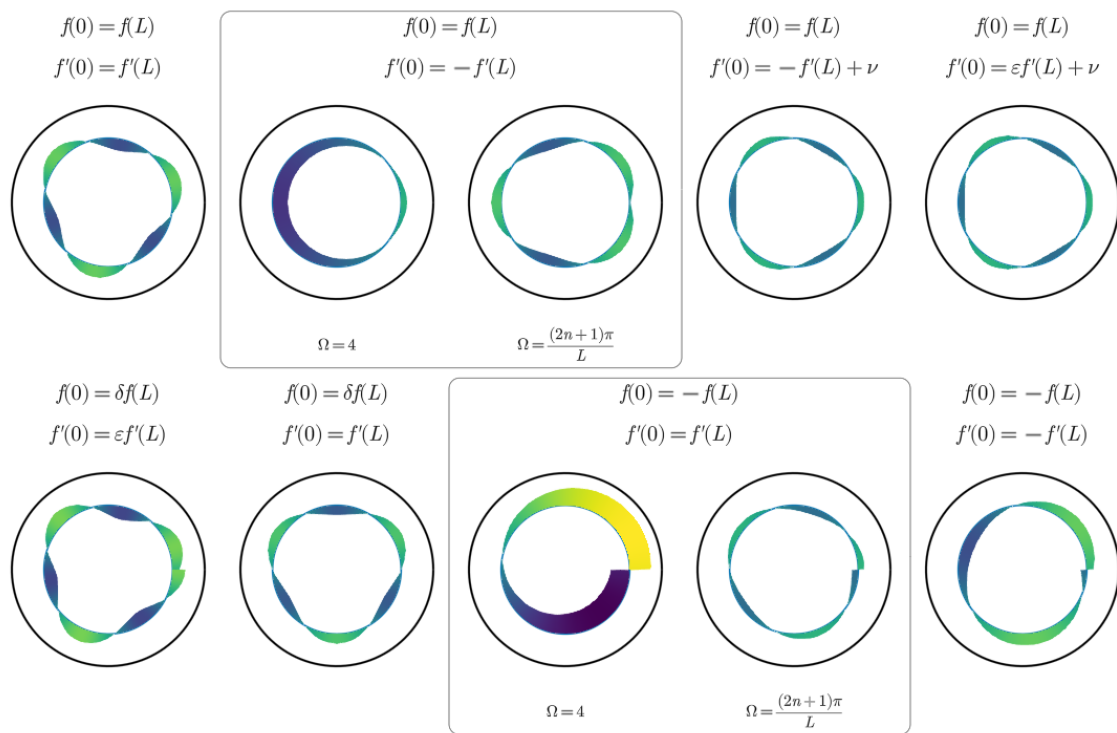 f(0) = f(L)
f'(0) = f'(L)
f(0) = f(L)
f'(0) = −f'(L)
f(0) = f(L)
f'(0) = −f'(L) + ν
f(0) = f(L)
f'(0) = εf'(L) + ν
Ω = 4
Ω = (2n + 1)π / L
f(0) = δf(L)
f'(0) = εf'(L)
f(0) = δf(L)
f'(0) = f'(L)
f(0) = −f(L)
f'(0) = f'(L)
f(0) = −f(L)
f'(0) = −f'(L)
Ω = 4
Ω = (2n + 1)π / L